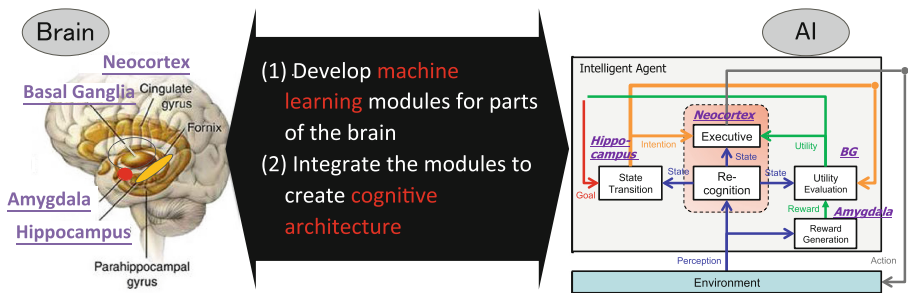 Brain
Neocortex
Basal Ganglia
Cingulate
gyrus
Fornix
Amygdala
Hippocampus
Parahippocampal
gyrus
(1) Develop machine
learning modules for parts
of the brain
(2) Integrate the modules to
create cognitive
architecture
AI
Intelligent Agent
Neocortex
Executive
Hippo-
campus
BG
Intention
Utility
State
State
Transition
State
Re-
cognition
State
Utility
Evaluation
Goal
Reward
Amygdala
Reward
Generation
Perception
Action
Environment